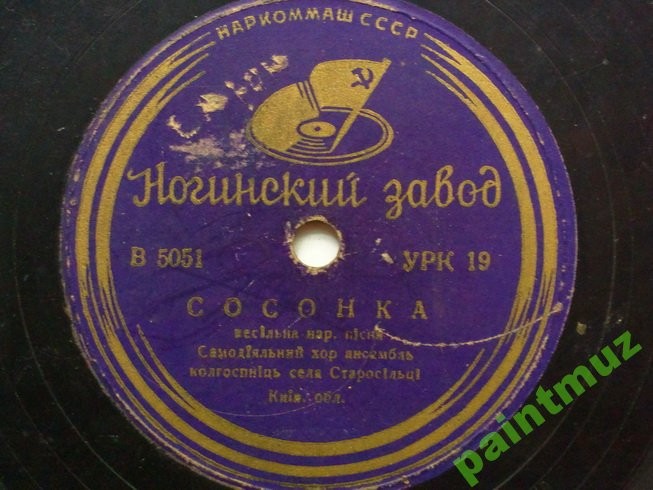 НАРКОММАШ СССР
Ногинский завод
В 5051
УРК 19
СОСОНКА
весільна нар. пісня
Самодіяльний хор ансамбль
колгоспніць села Старосільці
Київ. обл.
paintmuz